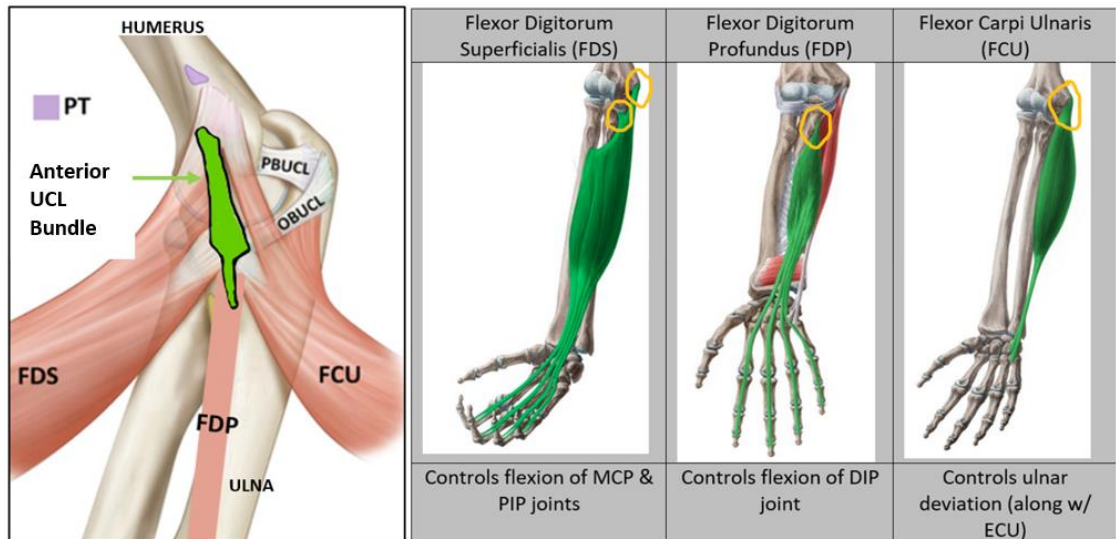 HUMERUS
PT
Anterior
UCL
Bundle
PBUCL
OBUCL
FDS
FCU
FDP
ULNA
Flexor Digitorum
Superficialis (FDS)
Flexor Digitorum
Profundus (FDP)
Flexor Carpi Ulnaris
(FCU)
Controls flexion of MCP &
PIP joints
Controls flexion of DIP
joint
Controls ulnar
deviation (along w/
ECU)